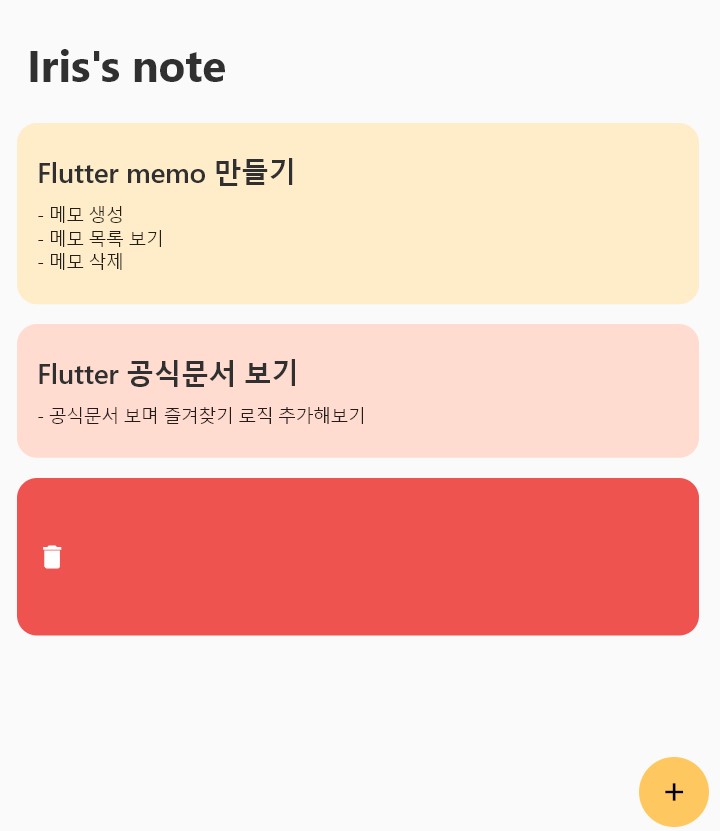 Iris's note
Flutter memo 만들기
- 메모 생성
- 메모 목록 보기
- 메모 삭제
Flutter 공식문서 보기
- 공식문서 보며 즐겨찾기 로직 추가해보기